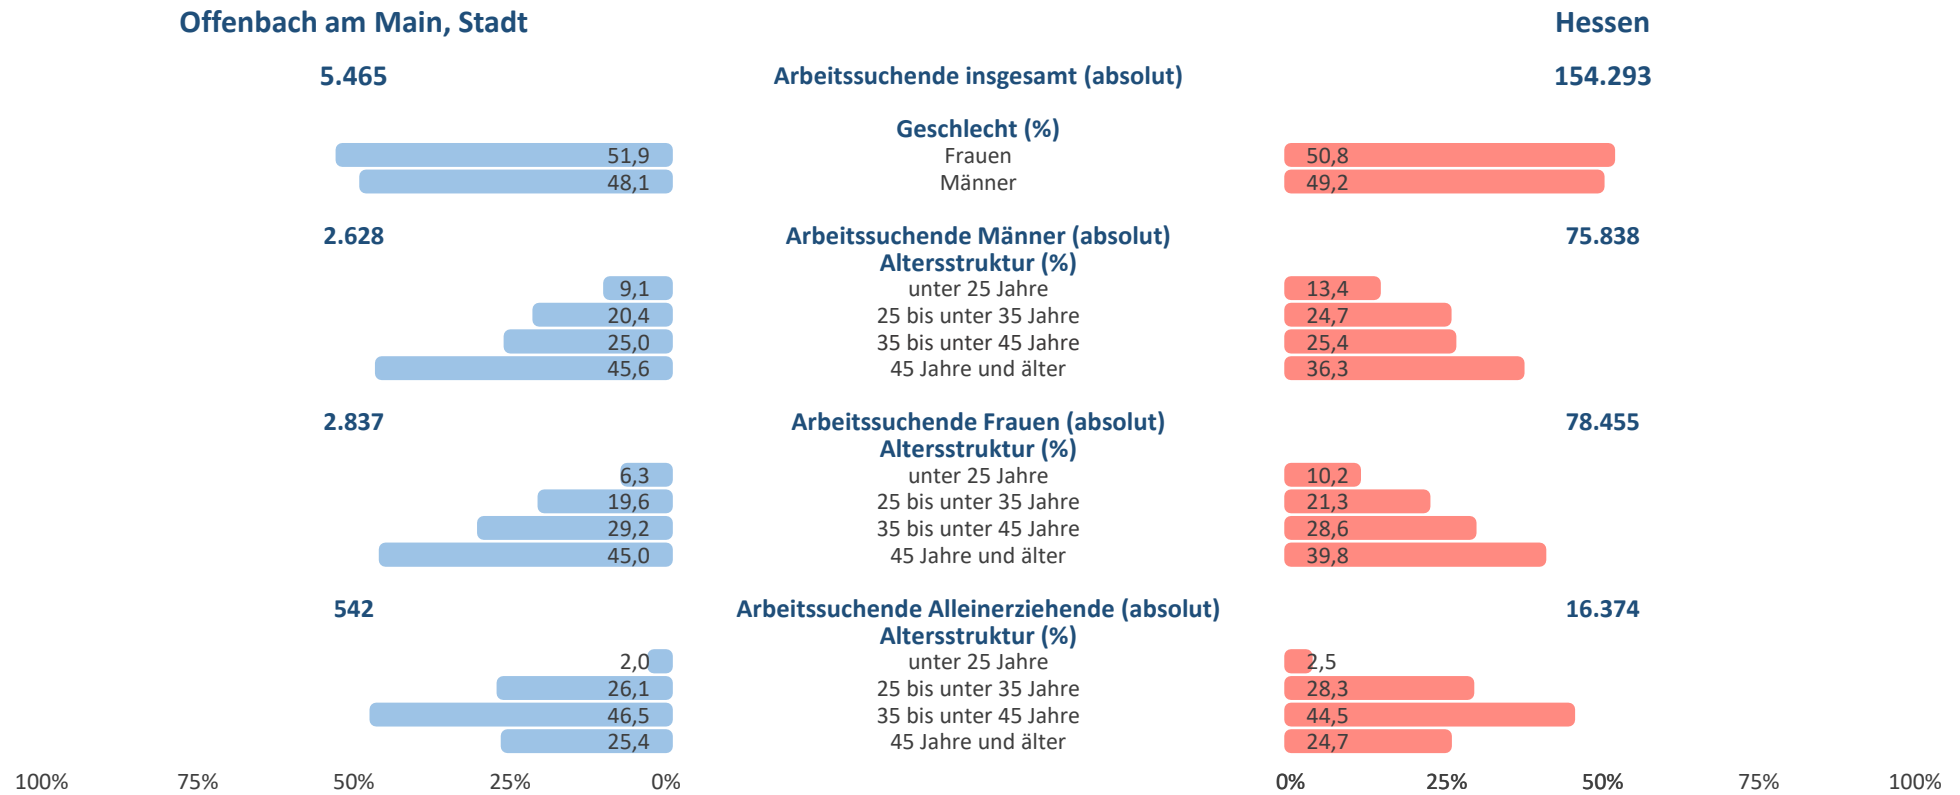 Offenbach am Main, Stadt Hessen
5.465 Arbeitssuchende insgesamt (absolut) 154.293
Geschlecht (%)
51,9 Frauen 50,8
48,1 Männer 49,2
2.628 Arbeitssuchende Männer (absolut) 75.838
Altersstruktur (%)
9,1 unter 25 Jahre 13,4
20,4 25 bis unter 35 Jahre 24,7
25,0 35 bis unter 45 Jahre 25,4
45,6 45 Jahre und älter 36,3
2.837 Arbeitssuchende Frauen (absolut) 78.455
Altersstruktur (%)
6,3 unter 25 Jahre 10,2
19,6 25 bis unter 35 Jahre 21,3
29,2 35 bis unter 45 Jahre 28,6
45,0 45 Jahre und älter 39,8
542 Arbeitssuchende Alleinerziehende (absolut) 16.374
Altersstruktur (%)
2,0 unter 25 Jahre 2,5
26,1 25 bis unter 35 Jahre 28,3
46,5 35 bis unter 45 Jahre 44,5
25,4 45 Jahre und älter 24,7
100% 75% 50% 25% 0% 0% 25% 50% 75% 100%